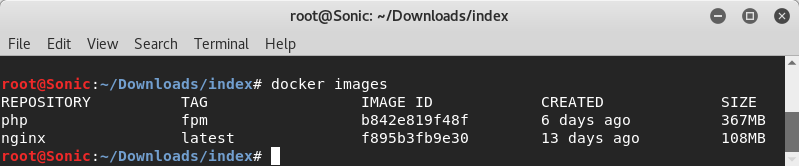 root@Sonic: ~/Downloads/index
File Edit View Search Terminal Help
root@Sonic:~/Downloads/index# docker images
REPOSITORY TAG IMAGE ID CREATED SIZE
php fpm b842e819f48f 6 days ago 367MB
nginx latest f895b3fb9e30 13 days ago 108MB
root@Sonic:~/Downloads/index#